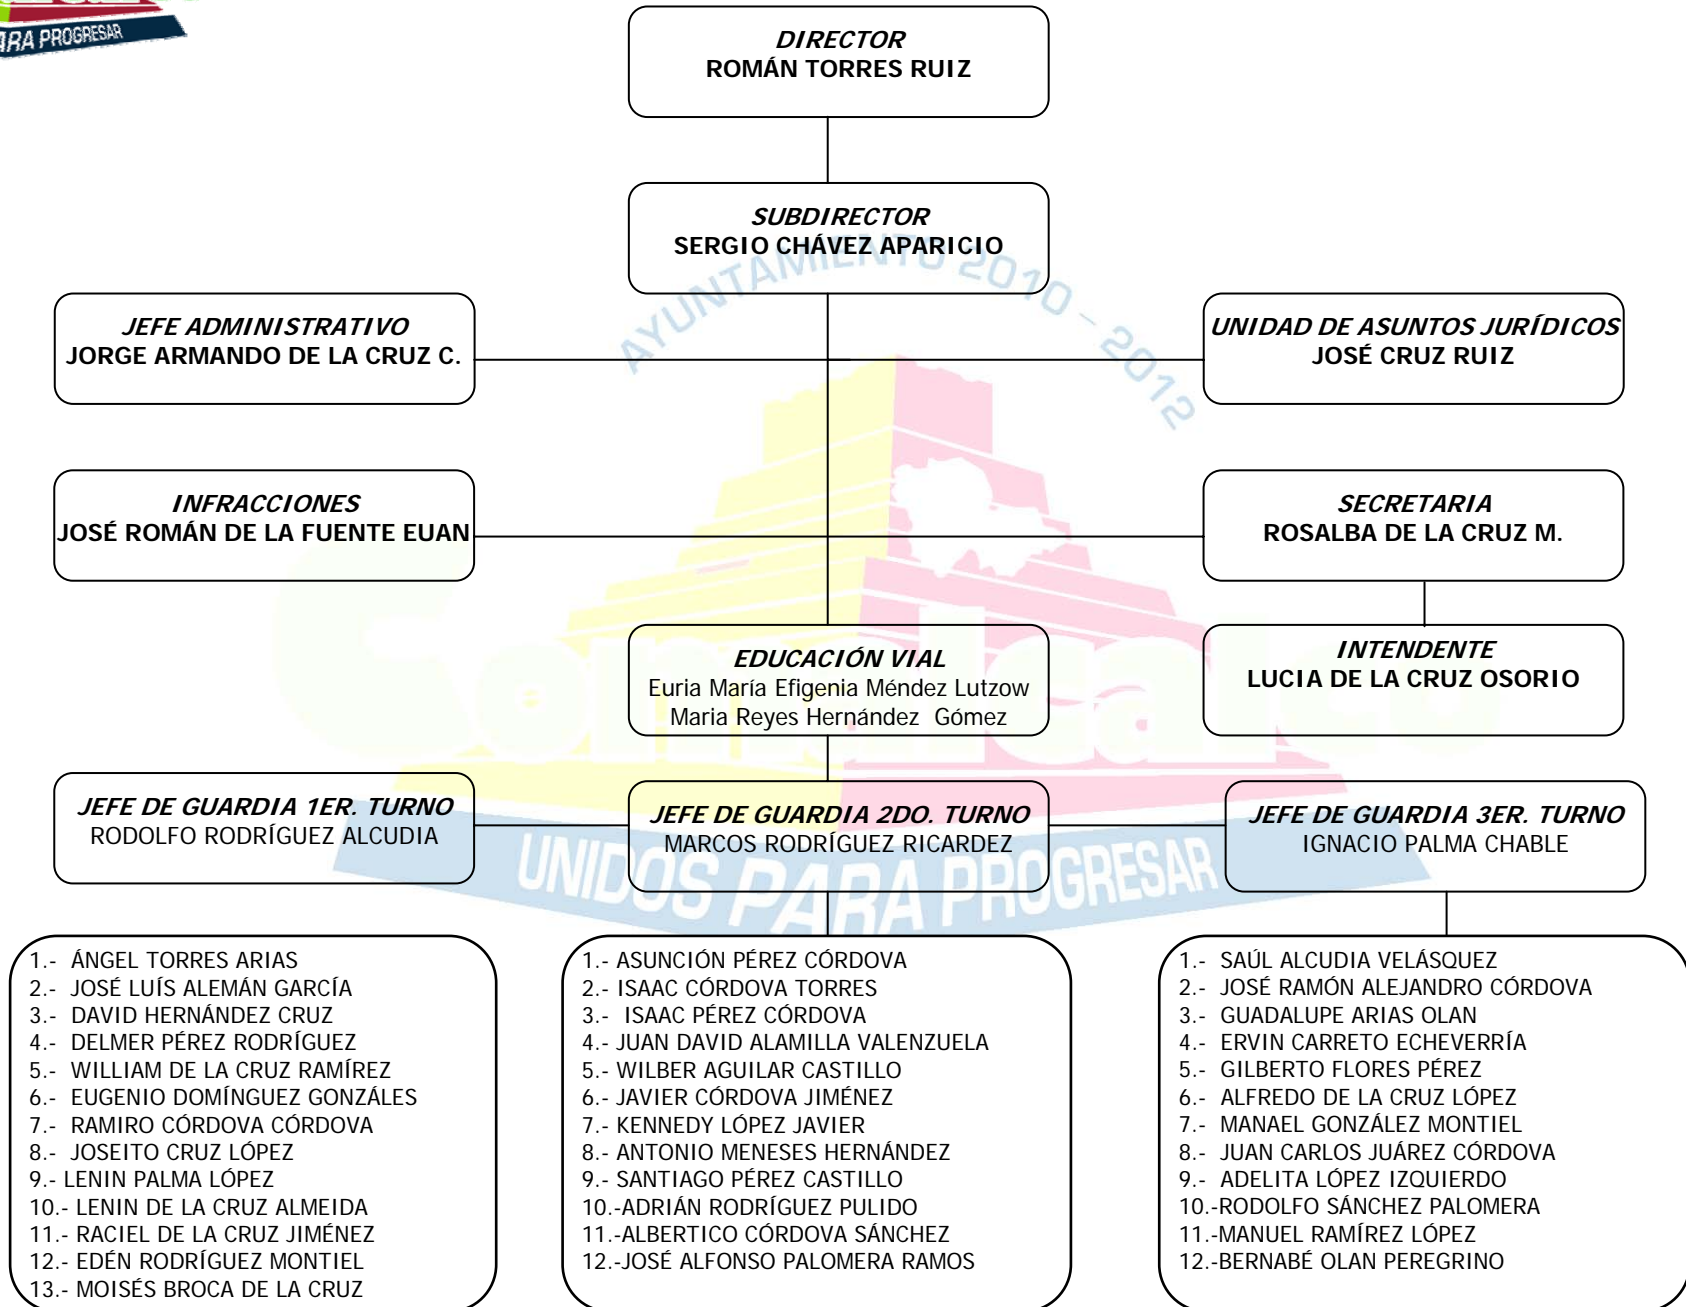 PARA PROGRESAR
DIRECTOR
ROMÁN TORRES RUIZ
SUBDIRECTOR
SERGIO CHÁVEZ APARICIO
AYUNTAMIENTO 2010 - 2012
JEFE ADMINISTRATIVO
JORGE ARMANDO DE LA CRUZ C.
UNIDAD DE ASUNTOS JURÍDICOS
JOSÉ CRUZ RUIZ
INFRACCIONES
JOSÉ ROMÁN DE LA FUENTE EUAN
SECRETARIA
ROSALBA DE LA CRUZ M.
EDUCACIÓN VIAL
Euria María Efigenia Méndez Lutzow
Maria Reyes Hernández  Gómez
INTENDENTE
LUCIA DE LA CRUZ OSORIO
Comalcalco
JEFE DE GUARDIA 1ER. TURNO
RODOLFO RODRÍGUEZ ALCUDIA
JEFE DE GUARDIA 2DO. TURNO
MARCOS RODRÍGUEZ RICARDEZ
JEFE DE GUARDIA 3ER. TURNO
IGNACIO PALMA CHABLE
UNIDOS PARA PROGRESAR
1.-  ÁNGEL TORRES ARIAS
2.-  JOSÉ LUÍS ALEMÁN GARCÍA
3.-  DAVID HERNÁNDEZ CRUZ
4.-  DELMER PÉREZ RODRÍGUEZ
5.-  WILLIAM DE LA CRUZ RAMÍREZ
6.-  EUGENIO DOMÍNGUEZ GONZÁLES
7.-  RAMIRO CÓRDOVA CÓRDOVA
8.-  JOSEITO CRUZ LÓPEZ
9.- LENIN PALMA LÓPEZ
10.- LENIN DE LA CRUZ ALMEIDA
11.- RACIEL DE LA CRUZ JIMÉNEZ
12.- EDÉN RODRÍGUEZ MONTIEL
13.- MOISÉS BROCA DE LA CRUZ
1.- ASUNCIÓN PÉREZ CÓRDOVA
2.- ISAAC CÓRDOVA TORRES
3.-  ISAAC PÉREZ CÓRDOVA
4.- JUAN DAVID ALAMILLA VALENZUELA
5.- WILBER AGUILAR CASTILLO
6.- JAVIER CÓRDOVA JIMÉNEZ
7.- KENNEDY LÓPEZ JAVIER
8.- ANTONIO MENESES HERNÁNDEZ
9.- SANTIAGO PÉREZ CASTILLO
10.-ADRIÁN RODRÍGUEZ PULIDO
11.-ALBERTICO CÓRDOVA SÁNCHEZ
12.-JOSÉ ALFONSO PALOMERA RAMOS
1.-  SAÚL ALCUDIA VELÁSQUEZ
2.-  JOSÉ RAMÓN ALEJANDRO CÓRDOVA
3.-  GUADALUPE ARIAS OLAN
4.-  ERVIN CARRETO ECHEVERRÍA
5.-  GILBERTO FLORES PÉREZ
6.-  ALFREDO DE LA CRUZ LÓPEZ
7.-  MANAEL GONZÁLEZ MONTIEL
8.-  JUAN CARLOS JUÁREZ CÓRDOVA
9.-  ADELITA LÓPEZ IZQUIERDO
10.-RODOLFO SÁNCHEZ PALOMERA
11.-MANUEL RAMÍREZ LÓPEZ
12.-BERNABÉ OLAN PEREGRINO